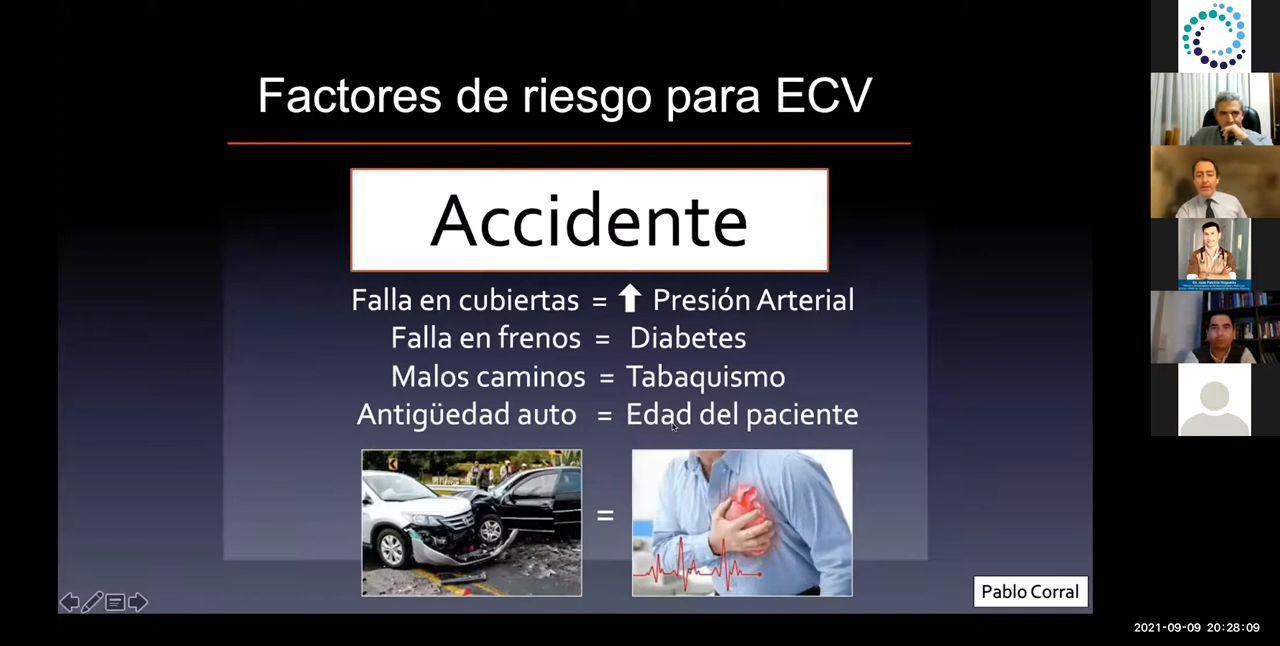 Factores de riesgo para ECV
Accidente
Falla en cubiertas = ⬆ Presión Arterial
Falla en frenos = Diabetes
Malos caminos = Tabaquismo
Antigüedad auto = Edad del paciente
=
Pablo Corral
2021-09-09 20:28:09